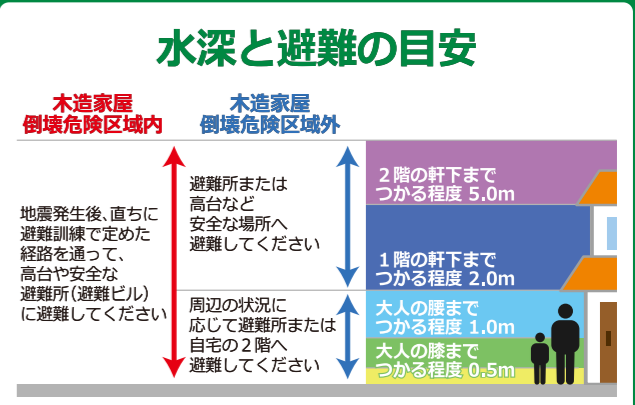 水深と避難の目安
木造家屋
倒壊危険区域内
木造家屋
倒壊危険区域外
地震発生後、直ちに
避難訓練で定めた
経路を通って、
高台や安全な
避難所(避難ビル)
に避難してください
避難所または
高台など
安全な場所へ
避難してください
周辺の状況に
応じて避難所または
自宅の2階へ
避難してください
2階の軒下まで
つかる程度 5.0m
1階の軒下まで
つかる程度 2.0m
大人の腰まで
つかる程度 1.0m
大人の膝まで
つかる程度 0.5m